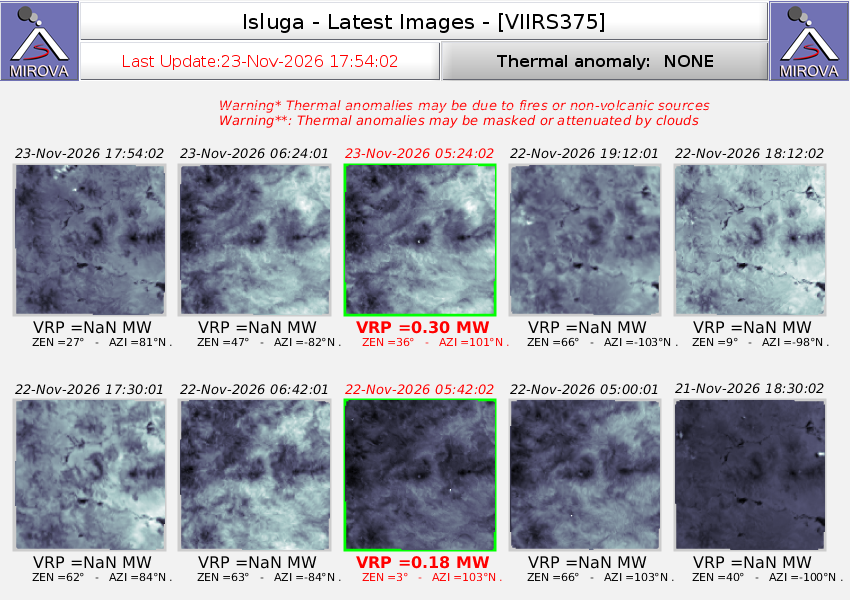 MIROVA
Isluga - Latest Images - [VIIRS375]
MIROVA
Last Update:23-Nov-2026 17:54:02
Thermal anomaly: NONE
Warning* Thermal anomalies may be due to fires or non-volcanic sources
Warning**: Thermal anomalies may be masked or attenuated by clouds
23-Nov-2026 17:54:02 23-Nov-2026 06:24:01 23-Nov-2026 05:24:02 22-Nov-2026 19:12:01 22-Nov-2026 18:12:02
VRP =NaN MW VRP =NaN MW VRP =0.30 MW VRP =NaN MW VRP =NaN MW
ZEN =27° - AZI =81°N . ZEN =47° - AZI =-82°N . ZEN =36° - AZI =101°N . ZEN =66° - AZI =-103°N . ZEN =9° - AZI =-98°N .
22-Nov-2026 17:30:01 22-Nov-2026 06:42:01 22-Nov-2026 05:42:02 22-Nov-2026 05:00:01 21-Nov-2026 18:30:02
VRP =NaN MW VRP =NaN MW VRP =0.18 MW VRP =NaN MW VRP =NaN MW
ZEN =62° - AZI =84°N . ZEN =63° - AZI =-84°N . ZEN =3° - AZI =103°N . ZEN =66° - AZI =103°N . ZEN =40° - AZI =-100°N .